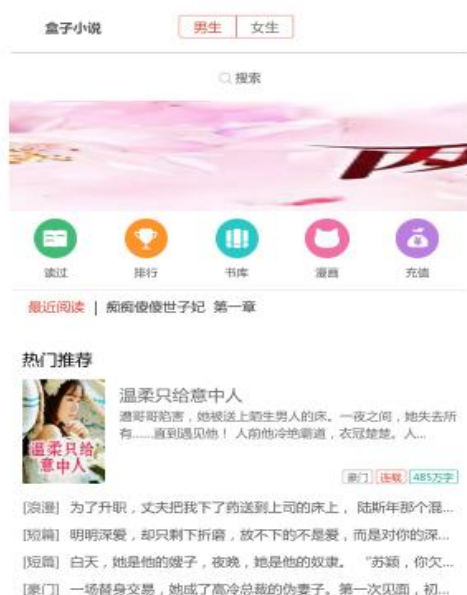 盒子小说
男生 女生
搜索
读过 排行 书库 漫画 充值
最近阅读 | 痴痴傻傻世子妃 第一章
热门推荐
温柔只给意中人
遭哥哥陷害，她被送上陌生男人的床。一夜之间，她失去所
有……直到遇见他！ 人前他冷绝霸道，衣冠楚楚。人...
温柔只给
意中人
豪门 连载 485万字
[浪漫] 为了升职，丈夫把我下了药送到上司的床上， 陆斯年那个混...
[短篇] 明明深爱，却只剩下折磨，放不下的不是爱，而是对你的深...
[短篇] 白天，她是他的嫂子，夜晚，她是他的奴隶。 “苏颖，你欠...
[豪门] 一场替身交易，她成了高冷总裁的伪妻子。第一次见面，初...